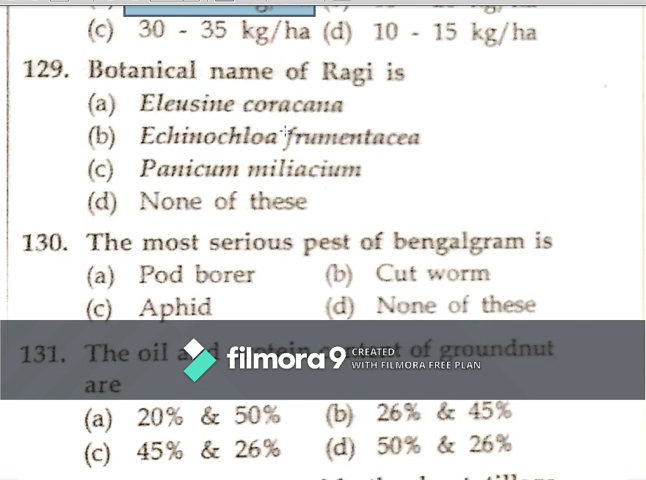 (c) 30 - 35 kg/ha (d) 10 - 15 kg/ha
129. Botanical name of Ragi is
(a) Eleusine coracana
(b) Echinochloa frumentacea
(c) Panicum miliacium
(d) None of these
130. The most serious pest of bengalgram is
(a) Pod borer (b) Cut worm
(c) Aphid (d) None of these
131. The oil of groundnut
are
filmora9 CREATED
WITH FILMORA FREE PLAN
(a) 20% & 50% (b) 26% & 45%
(c) 45% & 26% (d) 50% & 26%